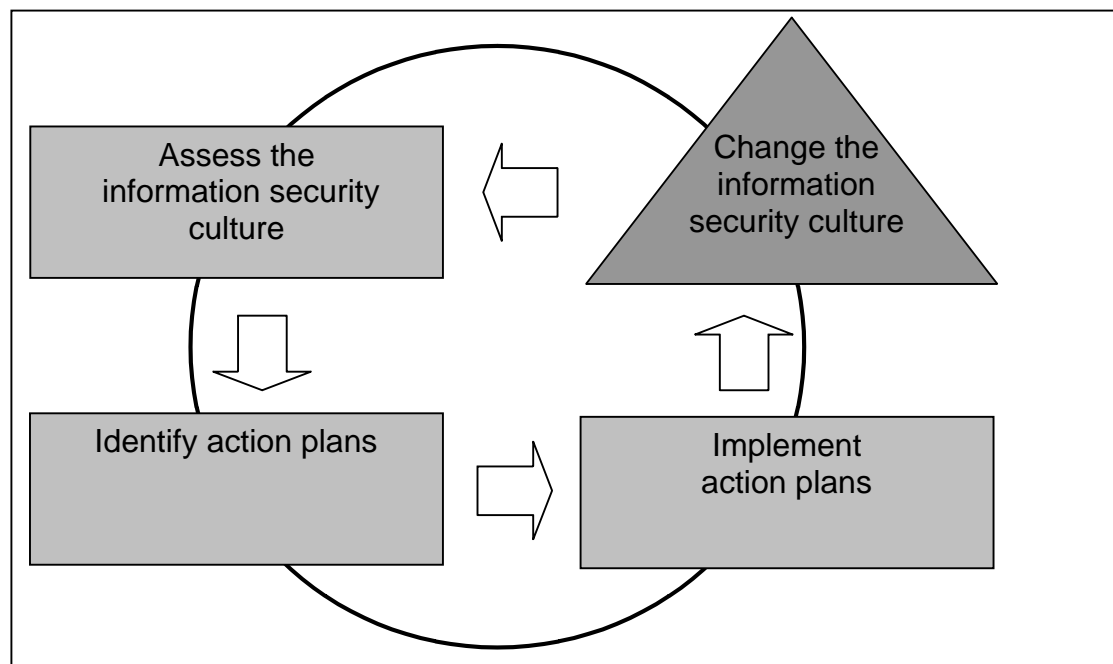 Assess the
information security
culture
Change the
information
security culture
Identify action plans
Implement
action plans